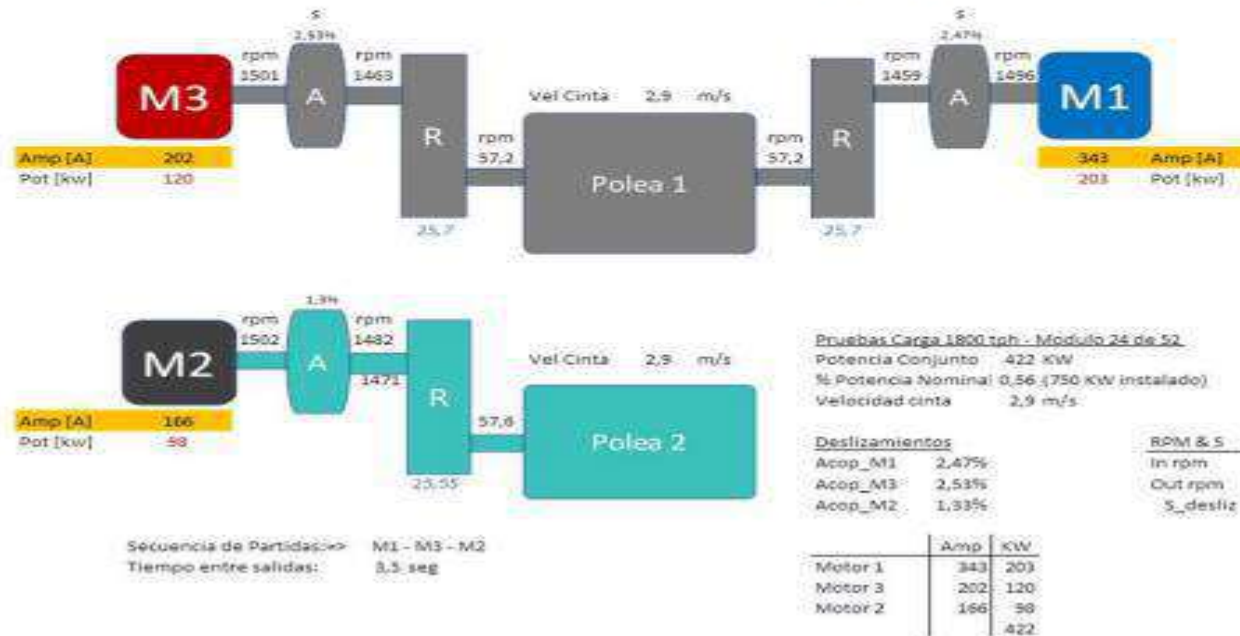 S
2,53%
rpm
1501
rpm
1463
M3
A
R
Amp [A] 202
Pot [kw] 120
25,7
rpm
57,2
Vel Cinta 2,9 m/s
Polea 1
rpm
57,2
R
25,7
S
2,47%
rpm
1459
rpm
1496
A
M1
343 Amp [A]
203 Pot [kw]
1,3%
rpm
1502
rpm
1482
M2
A
1471
R
Amp [A] 166
Pot [kw] 98
57,6
Vel Cinta 2,9 m/s
Polea 2
Secuencia de Partidas:=> M1 - M3 - M2
Tiempo entre salidas: 3,5 seg
Pruebas Carga 1800 tph - Modulo 24 de 52
Potencia Conjunto 422 KW
% Potencia Nominal 0,56 (750 KW instalado)
Velocidad cinta 2,9 m/s
Deslizamientos
Acop_M1 2,47%
Acop_M3 2,53%
Acop_M2 1,33%
RPM & S
In rpm
Out rpm
S_desliz
Amp KW
Motor 1 343 203
Motor 3 202 120
Motor 2 166 98
422